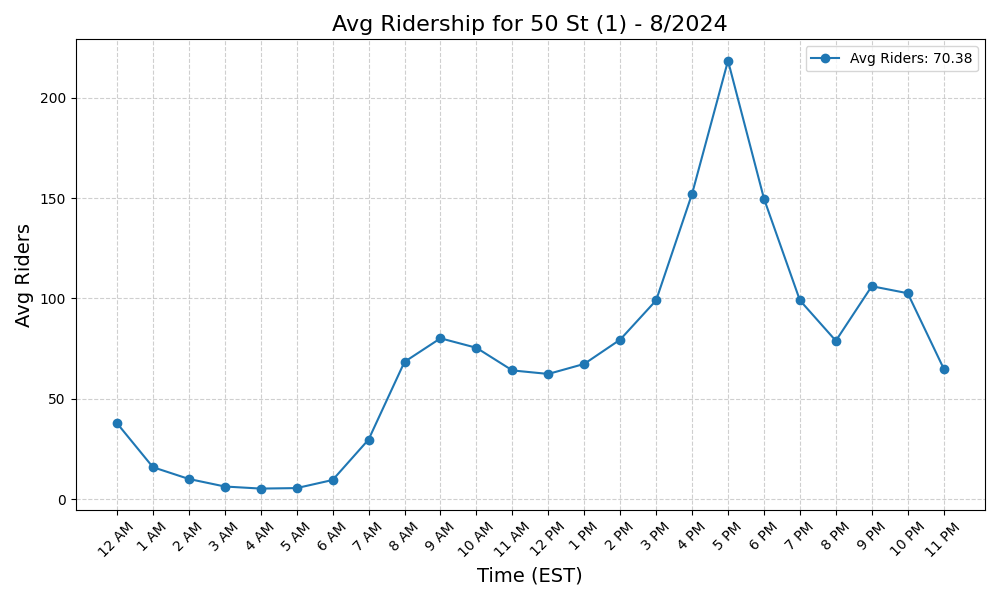 Avg Ridership for 50 St (1) - 8/2024
Avg Riders: 70.38
Avg Riders
200
150
100
50
0
12 AM 1 AM 2 AM 3 AM 4 AM 5 AM 6 AM 7 AM 8 AM 9 AM 10 AM 11 AM 12 PM 1 PM 2 PM 3 PM 4 PM 5 PM 6 PM 7 PM 8 PM 9 PM 10 PM 11 PM
Time (EST)